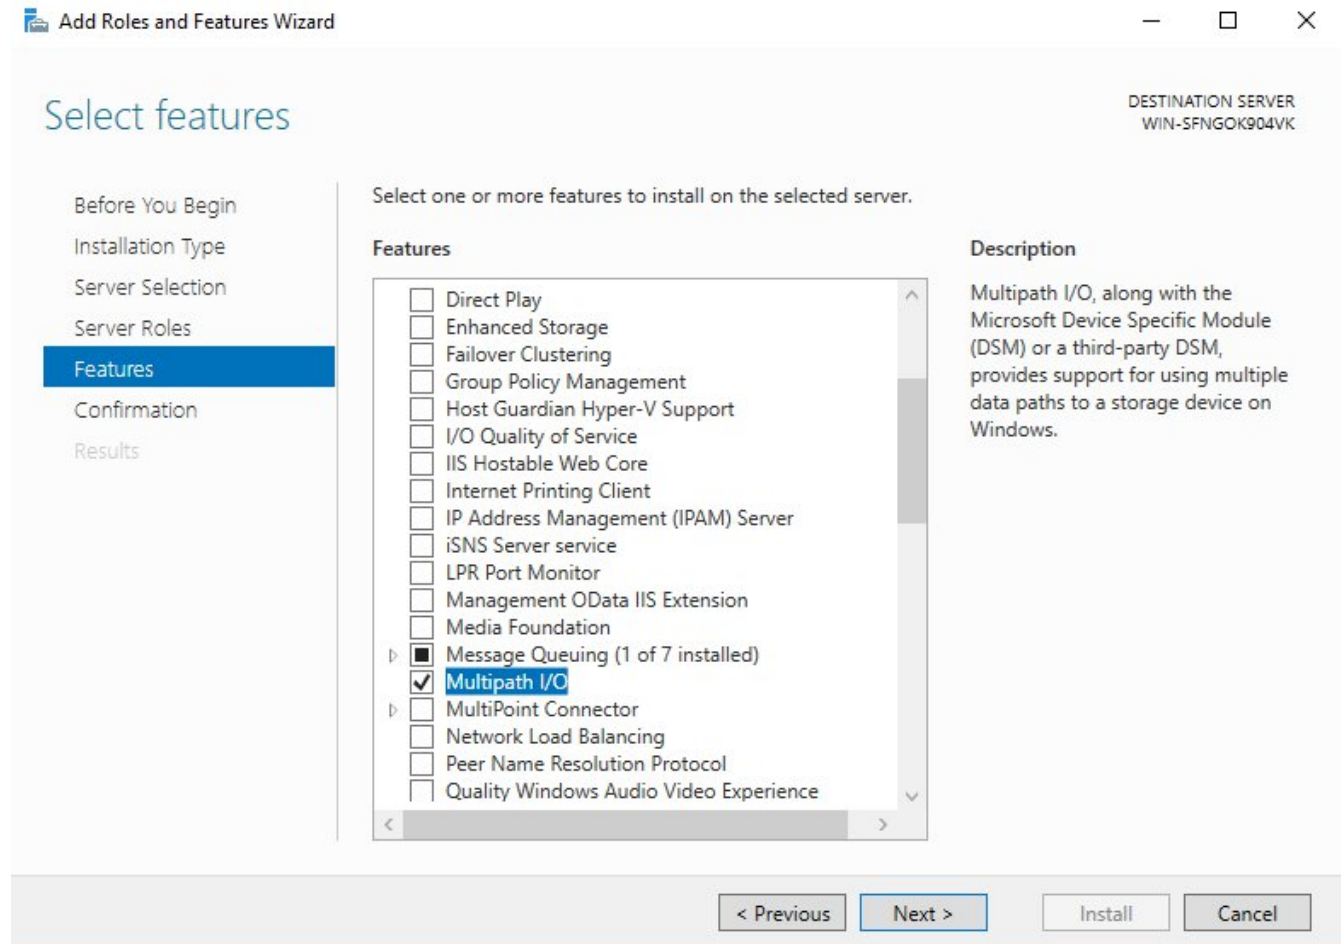 Add Roles and Features Wizard
Select features
DESTINATION SERVER
WIN-SFNGOK904VK
Before You Begin
Installation Type
Server Selection
Server Roles
Features
Confirmation
Results
Select one or more features to install on the selected server.
Features
Direct Play
Enhanced Storage
Failover Clustering
Group Policy Management
Host Guardian Hyper-V Support
I/O Quality of Service
IIS Hostable Web Core
Internet Printing Client
IP Address Management (IPAM) Server
iSNS Server service
LPR Port Monitor
Management OData IIS Extension
Media Foundation
Message Queuing (1 of 7 installed)
Multipath I/O
MultiPoint Connector
Network Load Balancing
Peer Name Resolution Protocol
Quality Windows Audio Video Experience
Description
Multipath I/O, along with the
Microsoft Device Specific Module
(DSM) or a third-party DSM,
provides support for using multiple
data paths to a storage device on
Windows.
< Previous
Next >
Install
Cancel